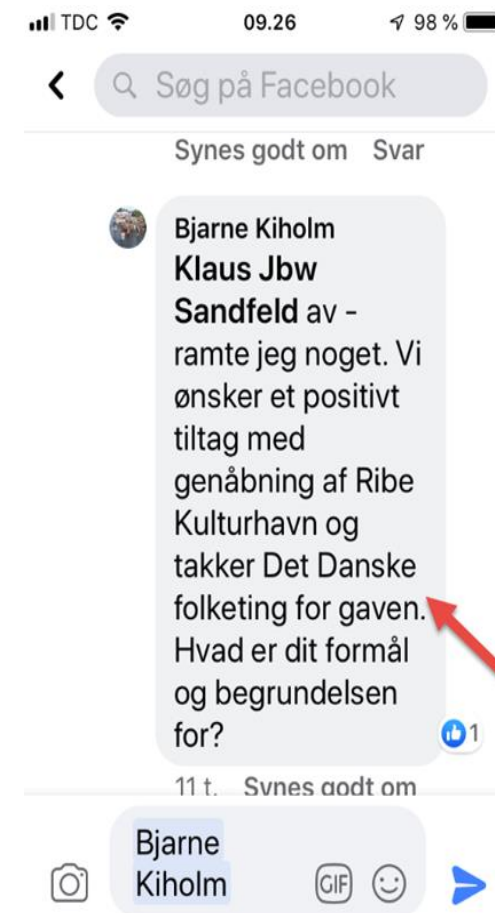 TDC 09.26 98 %
Søg på Facebook
Synes godt om Svar
Bjarne Kiholm
Klaus Jbw
Sandfeld av -
ramte jeg noget. Vi
ønsker et positivt
tiltag med
genåbning af Ribe
Kulturhavn og
takker Det Danske
folketing for gaven.
Hvad er dit formål
og begrundelsen
for?
1
11 t. Synes godt om
Bjarne
Kiholm
GIF